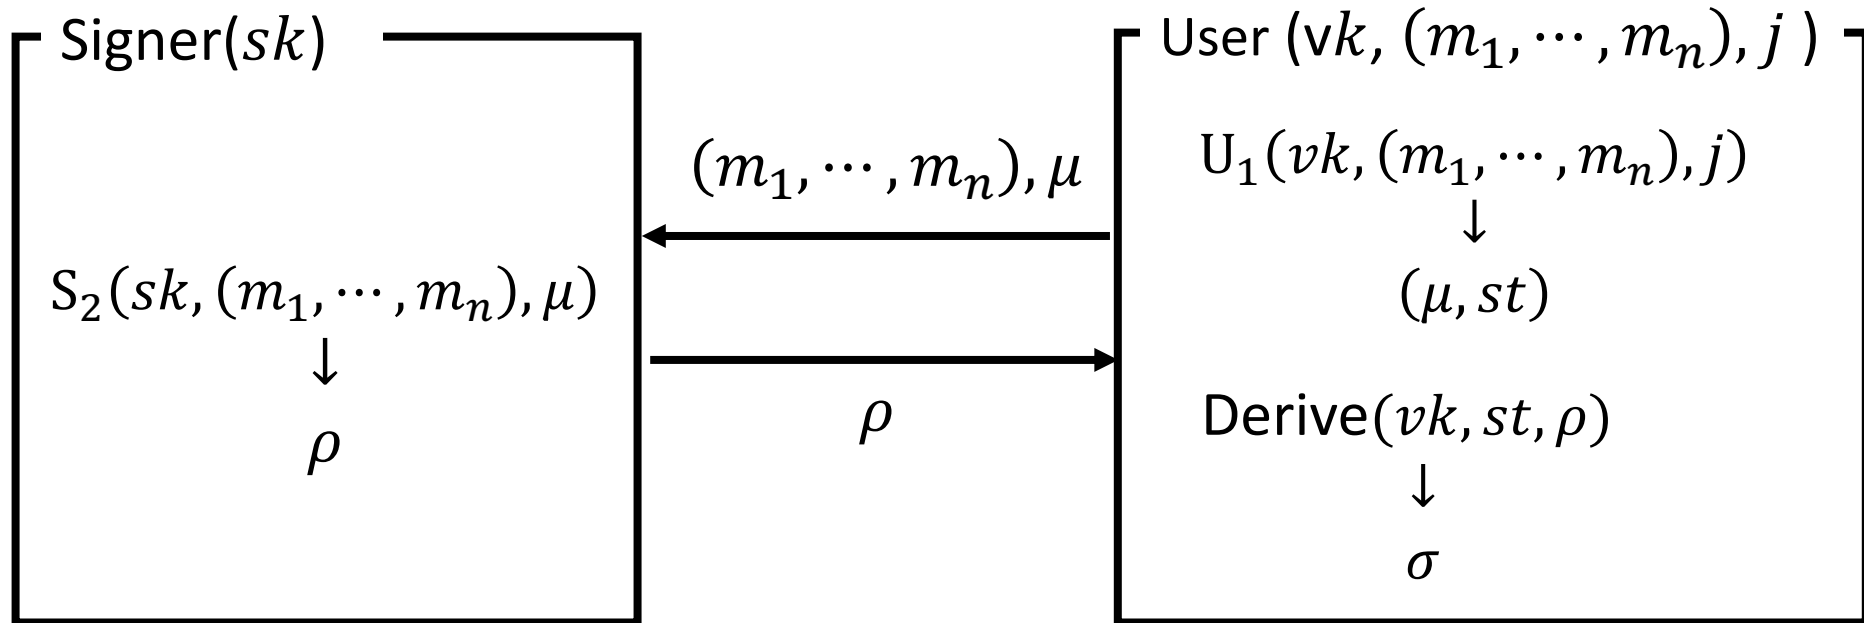 Signer(𝑠𝑘)
S₂(𝑠𝑘, (𝑚₁, ⋯ , 𝑚ₙ), 𝜇)
↓
𝜌
(𝑚₁, ⋯ , 𝑚ₙ), 𝜇
𝜌
User (v𝑘, (𝑚₁, ⋯ , 𝑚ₙ), 𝑗 )
U₁(𝑣𝑘, (𝑚₁, ⋯ , 𝑚ₙ), 𝑗)
↓
(𝜇, 𝑠𝑡)
Derive(𝑣𝑘, 𝑠𝑡, 𝜌)
↓
𝜎